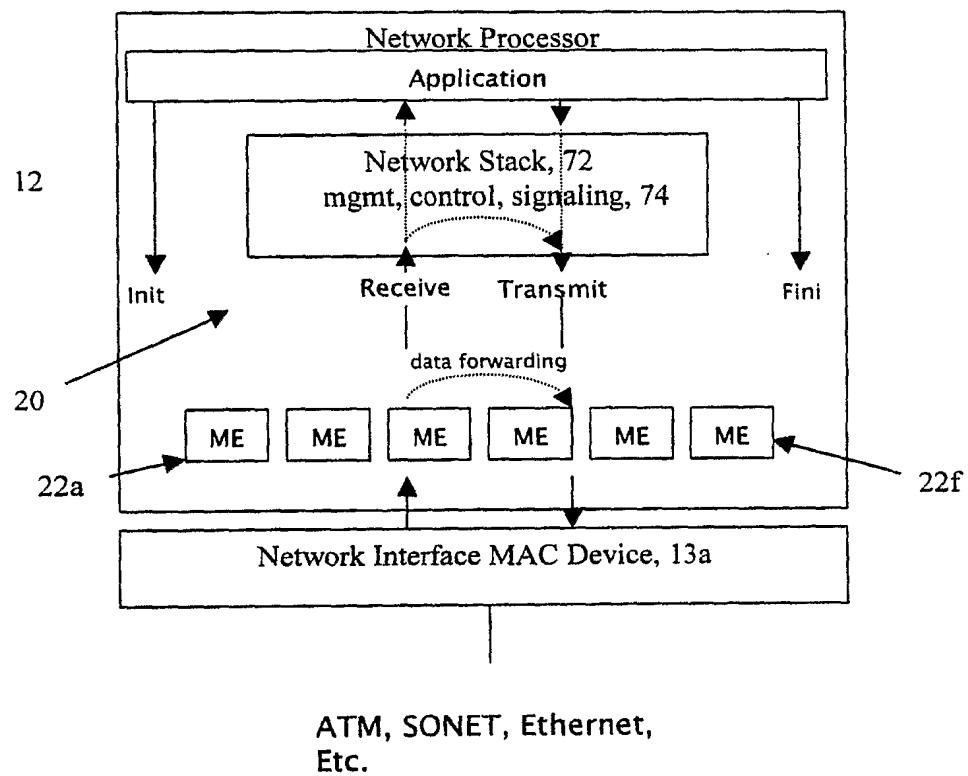 Network Processor
Application
Network Stack, 72
mgmt, control, signaling, 74
12
Init
Receive
Transmit
Fini
data forwarding
20
ME
ME
ME
ME
ME
ME
22a
22f
Network Interface MAC Device, 13a
ATM, SONET, Ethernet,
Etc.